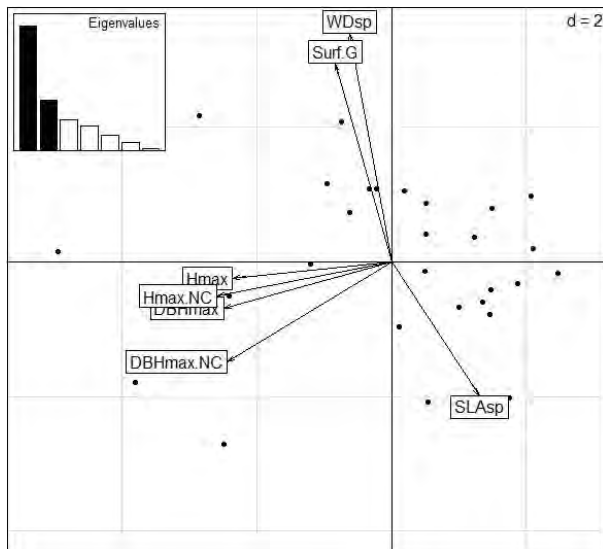 Eigenvalues
d = 2
WDsp
Surf.G
Hmax
Hmax.NC
DBHmax
DBHmax.NC
SLAsp